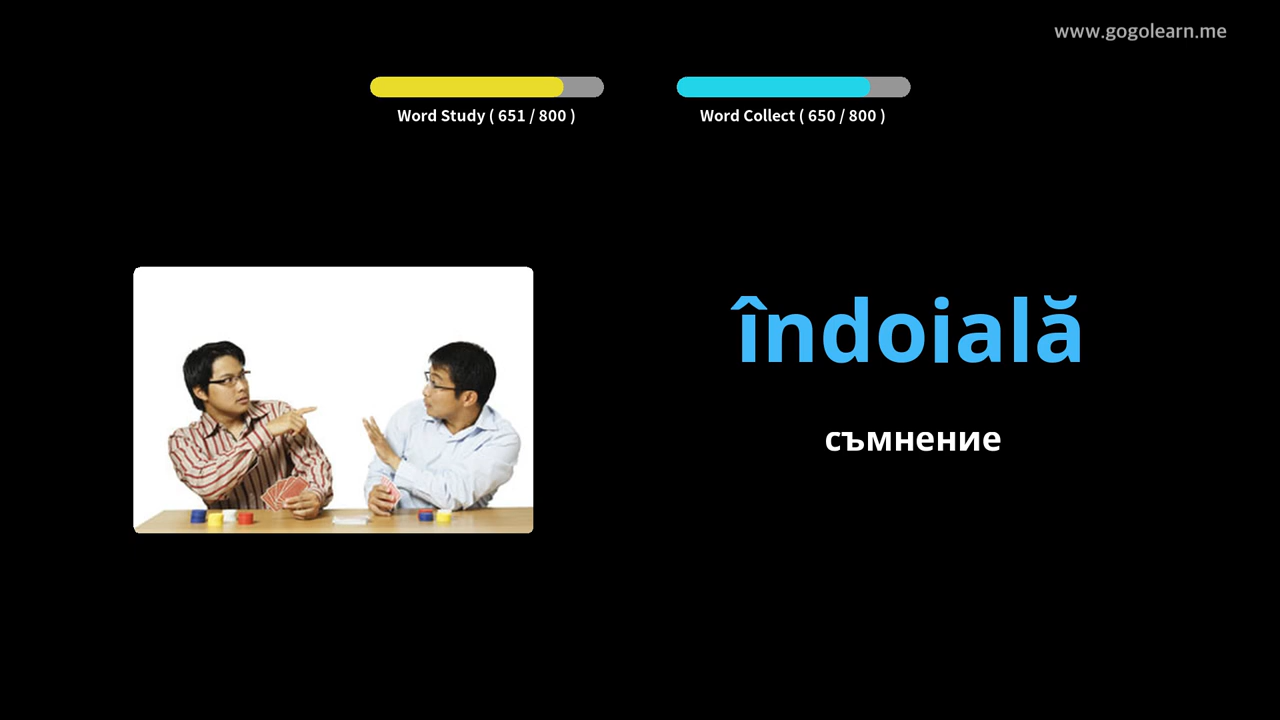 www.gogolearn.me
Word Study ( 651 / 800 )
Word Collect ( 650 / 800 )
îndoială
съмнение